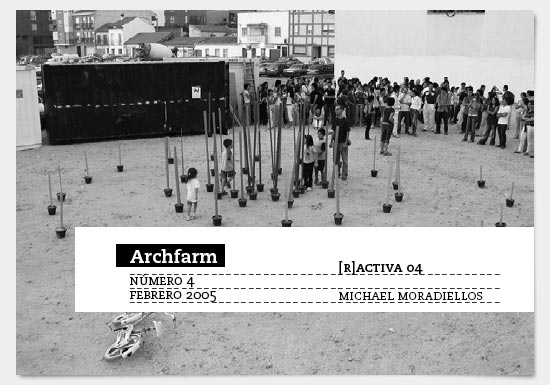 Archfarm
[R]ACTIVA 04
NÚMERO 4
FEBRERO 2005
MICHAEL MORADIELLOS